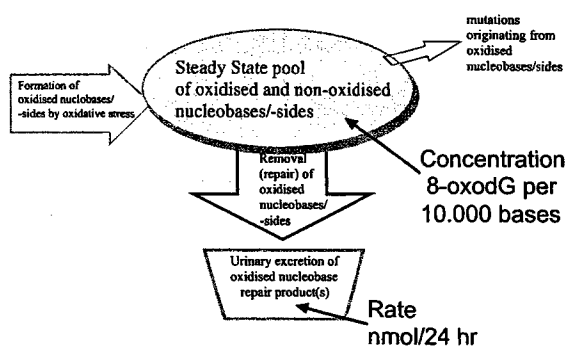 mutations
originating from
oxidised
nucleobases/sides
Steady State pool
of oxidised and non-oxidised
nucleobases/-sides
Formation of
oxidised nuclobases/
-sides by oxidative stress
Removal
(repair) of
oxidised
nucleobases/
-sides
Concentration
8-oxodG per
10.000 bases
Urinary excretion of
oxidised nucleobase
repair product(s)
Rate
nmol/24 hr